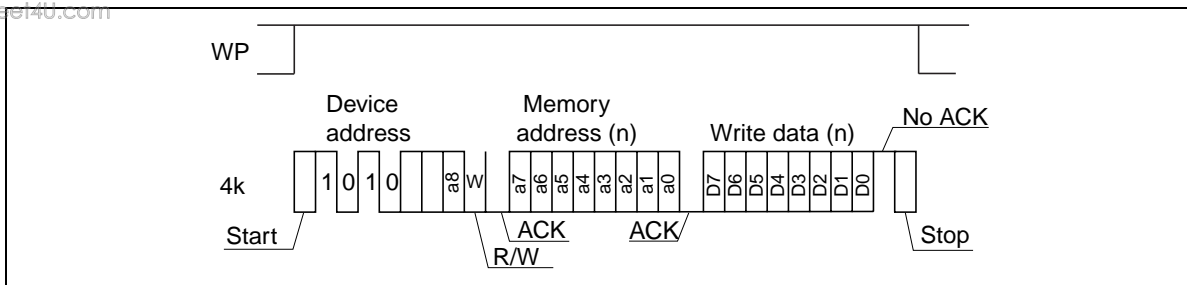 eet4U.com
WP
Device address
Memory address (n)
Write data (n)
No ACK
4k
1 0 1 0 a8 W a7 a6 a5 a4 a3 a2 a1 a0 D7 D6 D5 D4 D3 D2 D1 D0
Start
ACK
R/W
ACK
Stop